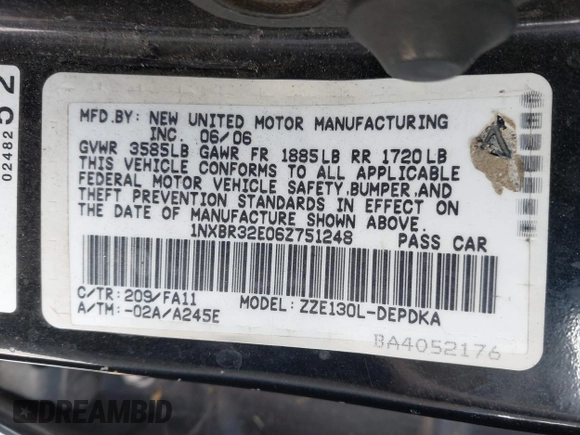 02482 52
MFD.BY: NEW UNITED MOTOR MANUFACTURING
INC. 06/06
GVWR 3585LB GAWR FR 1885LB RR 1720LB
THIS VEHICLE CONFORMS TO ALL APPLICABLE
FEDERAL MOTOR VEHICLE SAFETY,BUMPER,AND
THEFT PREVENTION STANDARDS IN EFFECT ON
THE DATE OF MANUFACTURE SHOWN ABOVE.
1NXBR32E06Z751248 PASS CAR
C/TR: 209/FA11 MODEL: ZZE130L-DEPDKA
A/TM: -02A/A245E
BA4052176
DREAMBID